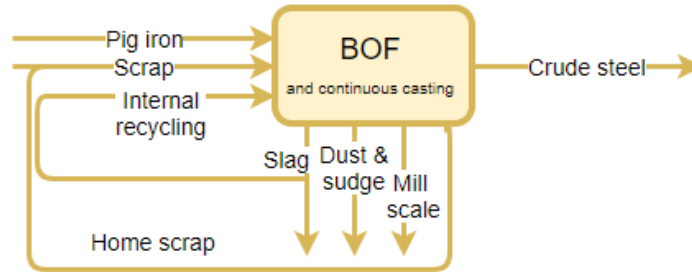 Pig iron
BOF
Scrap
Crude steel
and continuous casting
Internal
recycling
Slag
Dust &
sudge
Mill
scale
Home scrap